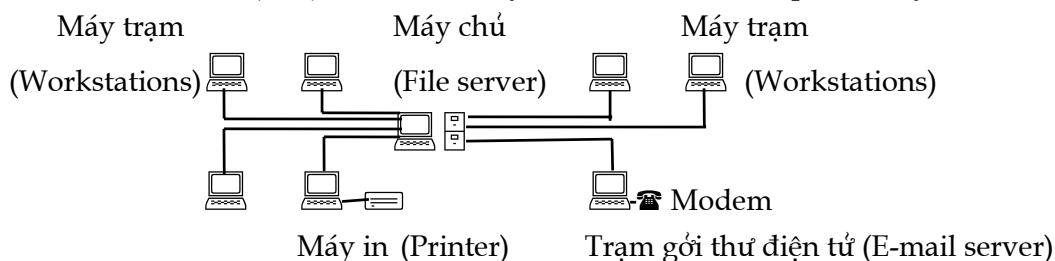 Máy trạm Máy chủ Máy trạm
(Workstations) (File server) (Workstations)
Modem
Máy in (Printer) Trạm gởi thư điện tử (E-mail server)